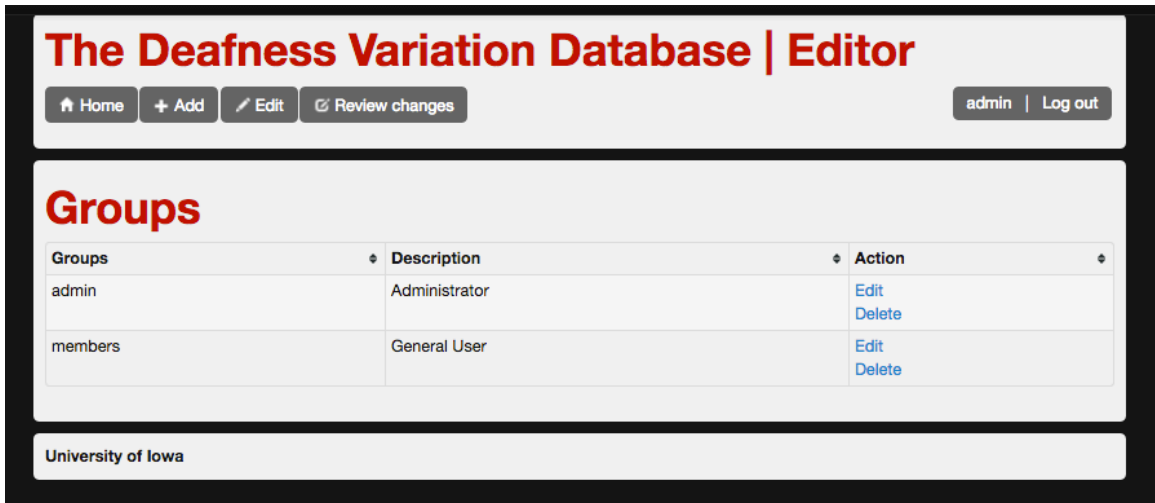 The Deafness Variation Database | Editor
Home + Add Edit Review changes admin | Log out
Groups
Groups Description Action
admin Administrator Edit
Delete
members General User Edit
Delete
University of Iowa